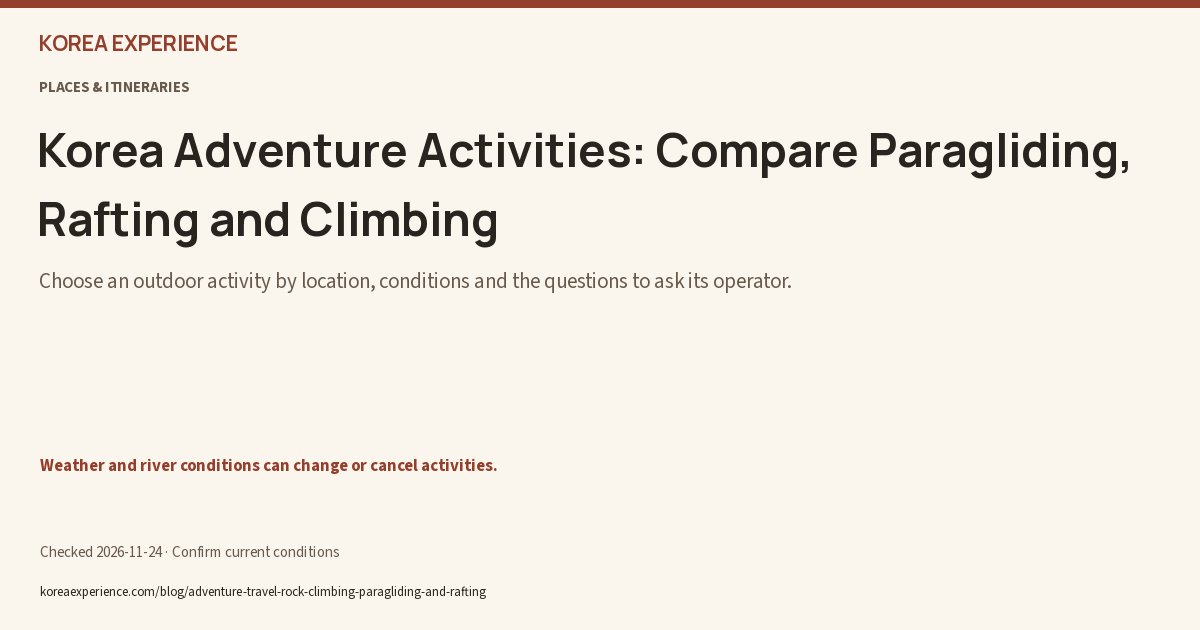 KOREA EXPERIENCE
PLACES & ITINERARIES
Korea Adventure Activities: Compare Paragliding,
Rafting and Climbing
Choose an outdoor activity by location, conditions and the questions to ask its operator.
Weather and river conditions can change or cancel activities.
Checked 2026-11-24 · Confirm current conditions
koreaexperience.com/blog/adventure-travel-rock-climbing-paragliding-and-rafting